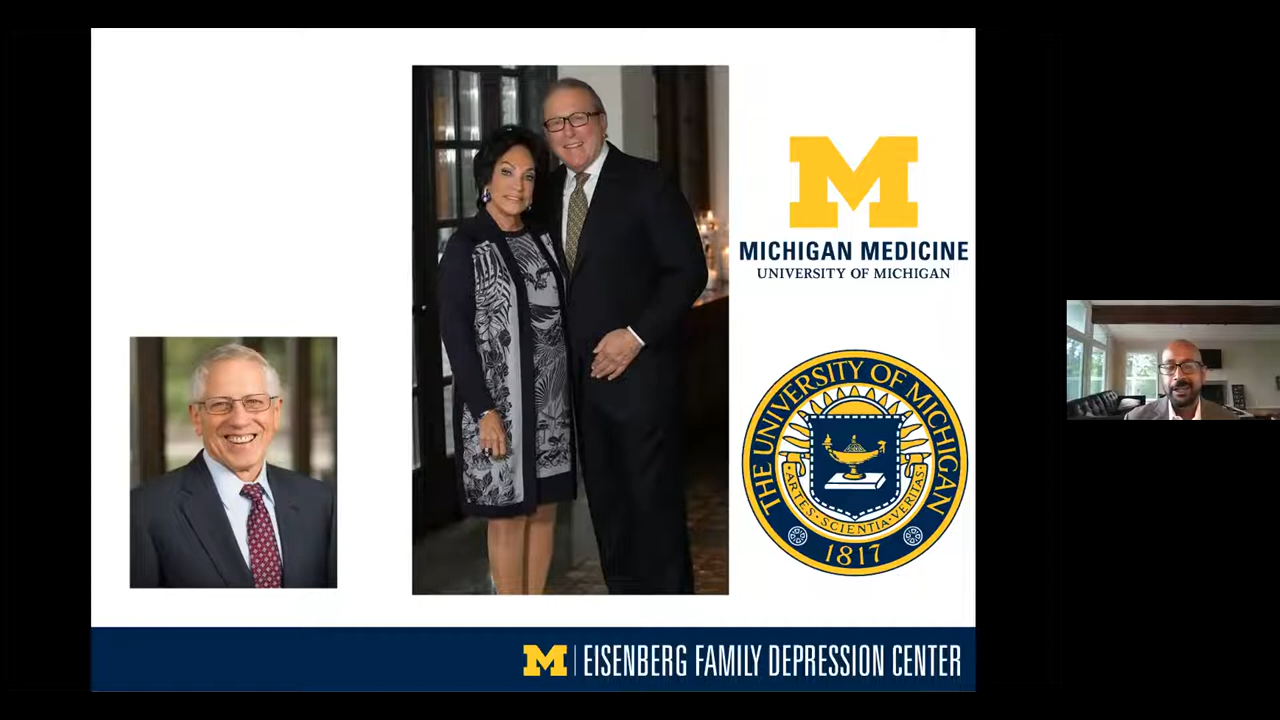 M
MICHIGAN MEDICINE
UNIVERSITY OF MICHIGAN
THE UNIVERSITY OF MICHIGAN
ARTES · SCIENTIA · VERITAS
1817
M | EISENBERG FAMILY DEPRESSION CENTER